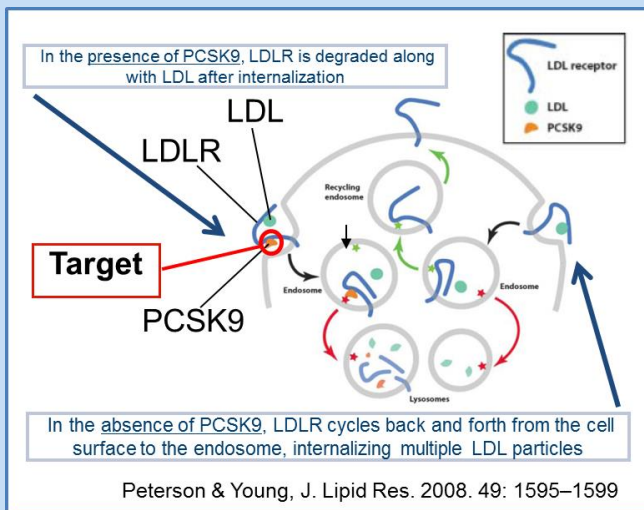 In the presence of PCSK9, LDLR is degraded along
with LDL after internalization
LDL receptor
LDL
PCSK9
LDL
LDLR
Recycling
endosome
Target
Endosome
Endosome
PCSK9
Lysosomes
In the absence of PCSK9, LDLR cycles back and forth from the cell
surface to the endosome, internalizing multiple LDL particles
Peterson & Young, J. Lipid Res. 2008. 49: 1595–1599